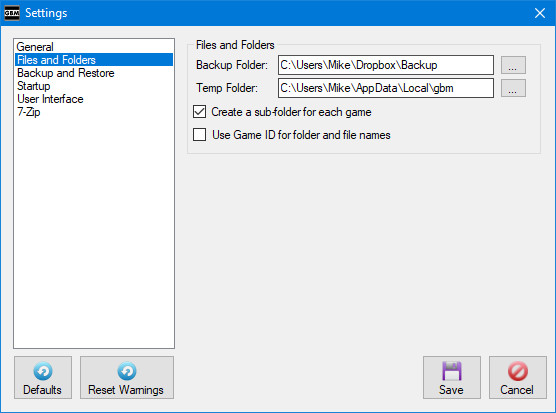 GBM Settings
General
Files and Folders
Backup and Restore
Startup
User Interface
7-Zip
Files and Folders
Backup Folder: C:\Users\Mike\Dropbox\Backup ...
Temp Folder: C:\Users\Mike\AppData\Local\gbm ...
Create a sub-folder for each game
Use Game ID for folder and file names
Defaults Reset Warnings Save Cancel